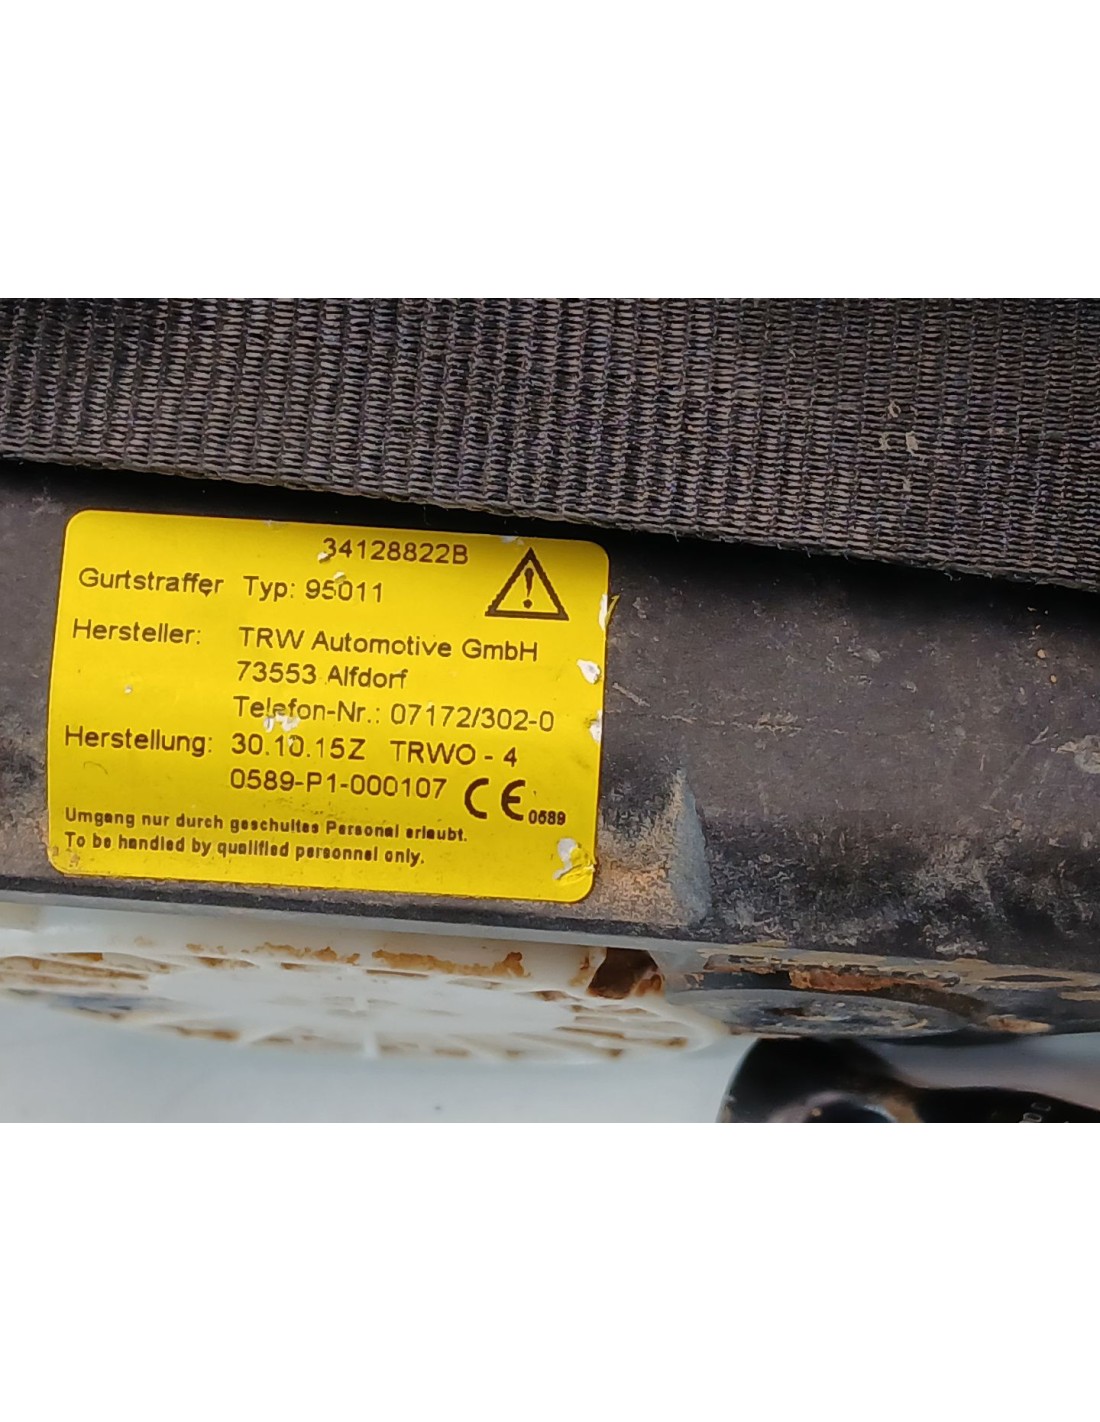 34128822B
Gurtstraffer Typ: 95011
Hersteller: TRW Automotive GmbH
73553 Alfdorf
Telefon-Nr.: 07172/302-0
Herstellung: 30.10.15Z TRWO - 4
0589-P1-000107 CE 0589
Umgang nur durch geschultes Personal erlaubt.
To be handled by qualified personnel only.